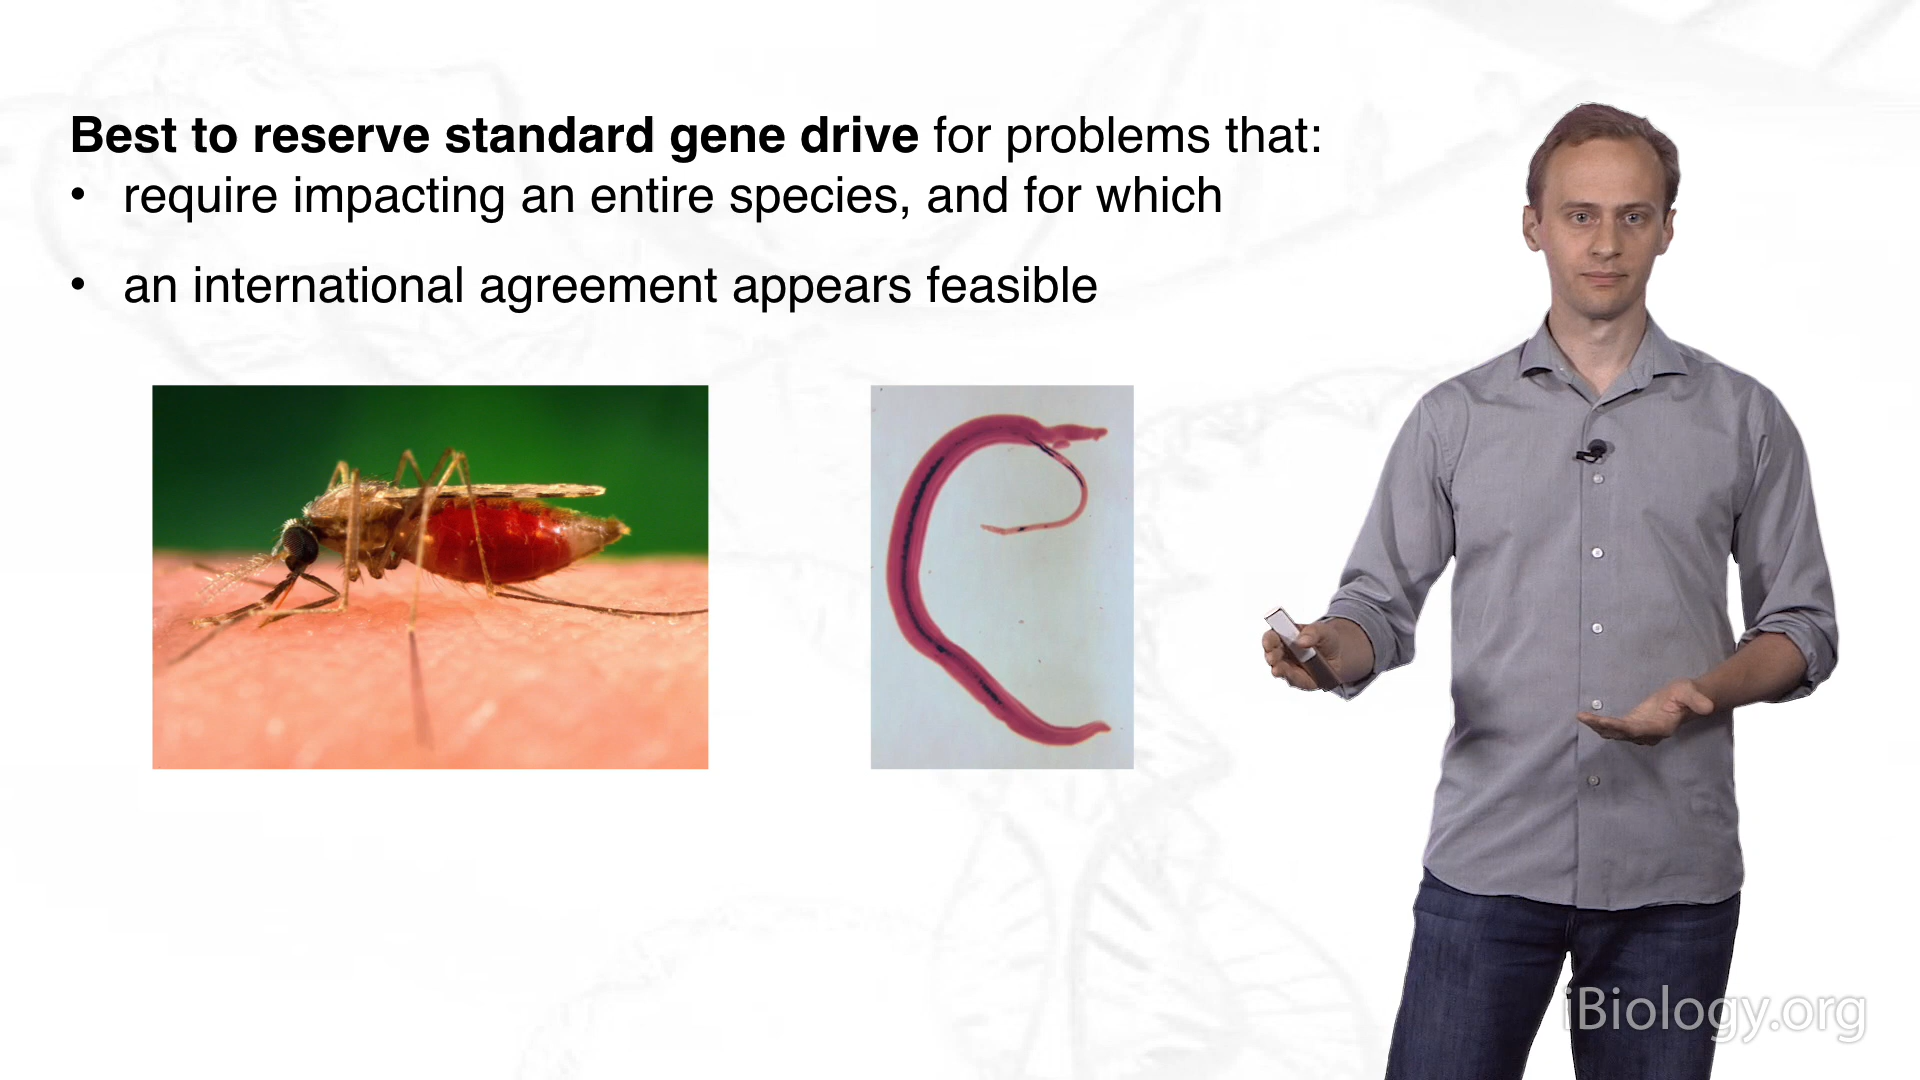 Best to reserve standard gene drive for problems that:
• require impacting an entire species, and for which
• an international agreement appears feasible
iBiology.org